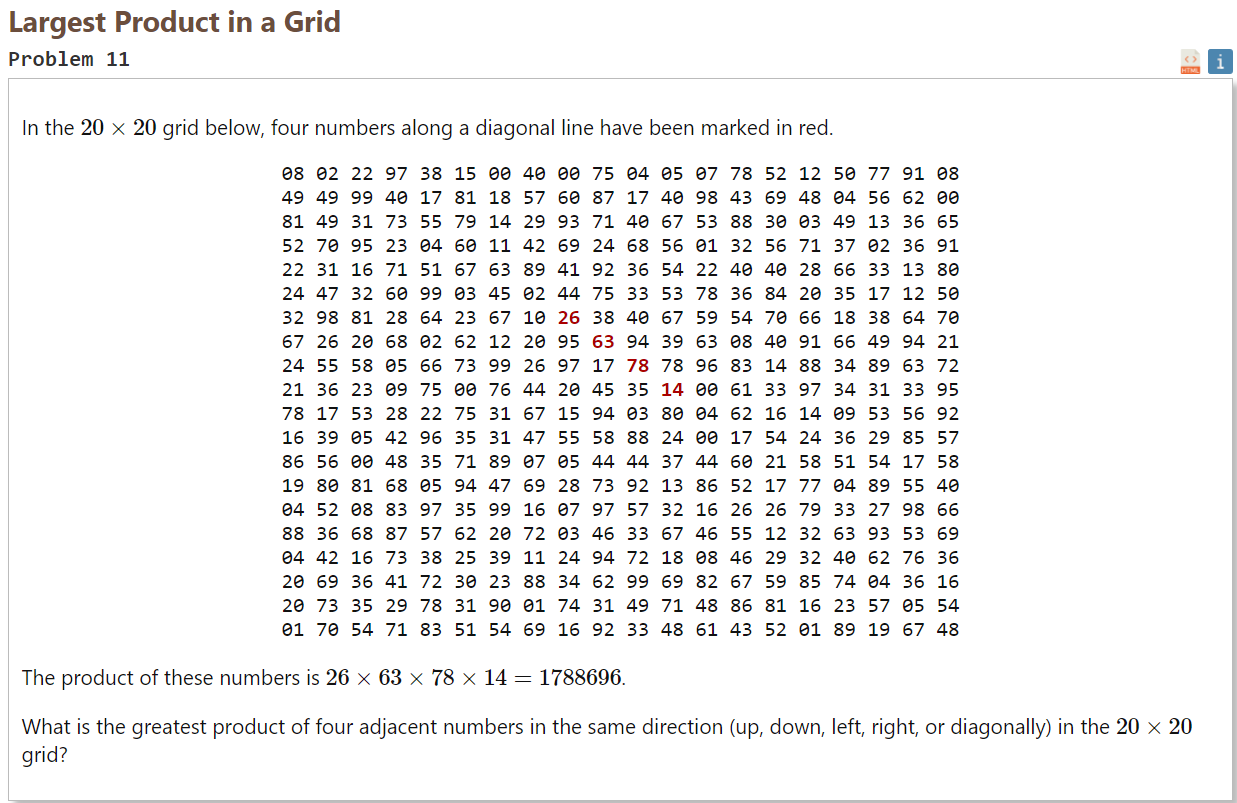 Largest Product in a Grid
Problem 11
HTML
i
In the 20 × 20 grid below, four numbers along a diagonal line have been marked in red.
08 02 22 97 38 15 00 40 00 75 04 05 07 78 52 12 50 77 91 08
49 49 99 40 17 81 18 57 60 87 17 40 98 43 69 48 04 56 62 00
81 49 31 73 55 79 14 29 93 71 40 67 53 88 30 03 49 13 36 65
52 70 95 23 04 60 11 42 69 24 68 56 01 32 56 71 37 02 36 91
22 31 16 71 51 67 63 89 41 92 36 54 22 40 40 28 66 33 13 80
24 47 32 60 99 03 45 02 44 75 33 53 78 36 84 20 35 17 12 50
32 98 81 28 64 23 67 10 26 38 40 67 59 54 70 66 18 38 64 70
67 26 20 68 02 62 12 20 95 63 94 39 63 08 40 91 66 49 94 21
24 55 58 05 66 73 99 26 97 17 78 78 96 83 14 88 34 89 63 72
21 36 23 09 75 00 76 44 20 45 35 14 00 61 33 97 34 31 33 95
78 17 53 28 22 75 31 67 15 94 03 80 04 62 16 14 09 53 56 92
16 39 05 42 96 35 31 47 55 58 88 24 00 17 54 24 36 29 85 57
86 56 00 48 35 71 89 07 05 44 44 37 44 60 21 58 51 54 17 58
19 80 81 68 05 94 47 69 28 73 92 13 86 52 17 77 04 89 55 40
04 52 08 83 97 35 99 16 07 97 57 32 16 26 26 79 33 27 98 66
88 36 68 87 57 62 20 72 03 46 33 67 46 55 12 32 63 93 53 69
04 42 16 73 38 25 39 11 24 94 72 18 08 46 29 32 40 62 76 36
20 69 36 41 72 30 23 88 34 62 99 69 82 67 59 85 74 04 36 16
20 73 35 29 78 31 90 01 74 31 49 71 48 86 81 16 23 57 05 54
01 70 54 71 83 51 54 69 16 92 33 48 61 43 52 01 89 19 67 48
The product of these numbers is 26 × 63 × 78 × 14 = 1788696.
What is the greatest product of four adjacent numbers in the same direction (up, down, left, right, or diagonally) in the 20 × 20
grid?